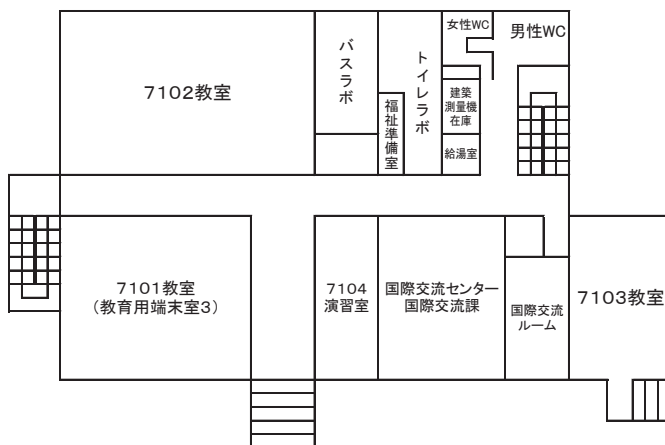 女性WC
男性WC
バスラボ
トイレラボ
7102教室
建築
測量機
在庫
福祉準備室
給湯室
7101教室
（教育用端末室3）
7104
演習室
国際交流センター
国際交流課
国際交流
ルーム
7103教室